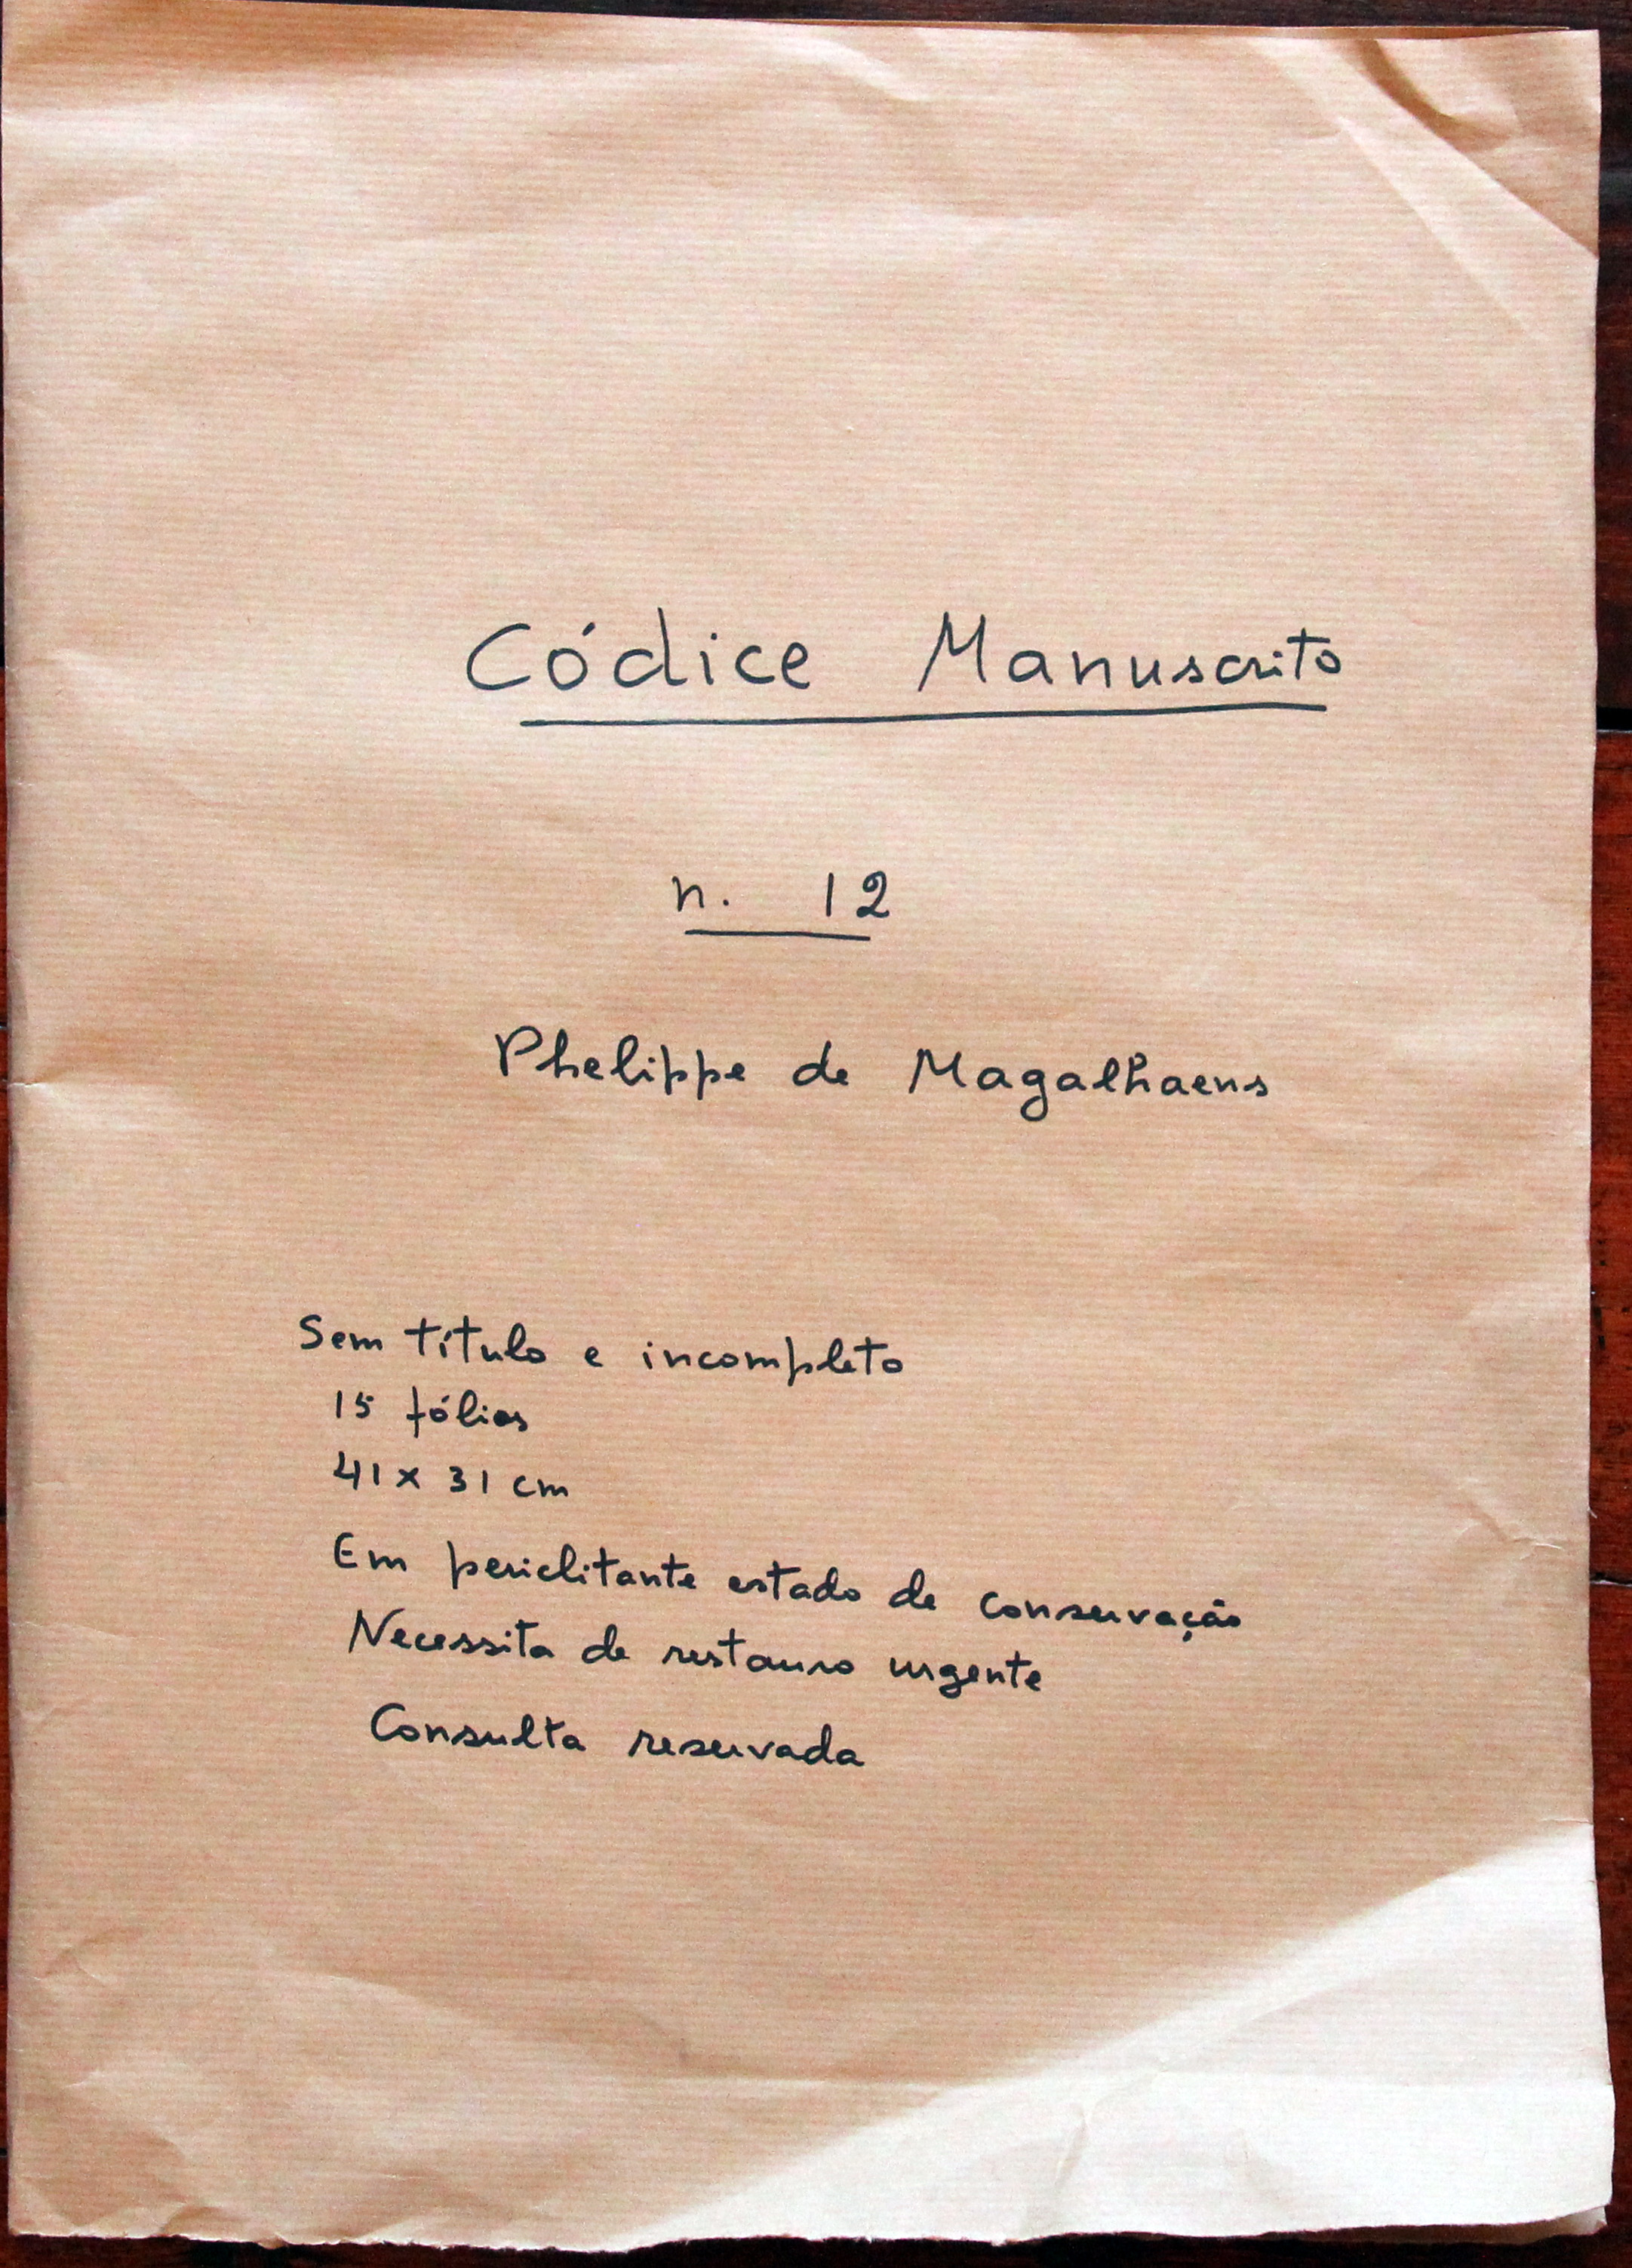 Códice Manuscrito
n. 12
Phelippe de Magalhaens
Sem título e incompleto
15 fólios
41 x 31 cm
Em periclitante estado de conservação
Necessita de restauro urgente
Consulta reservada